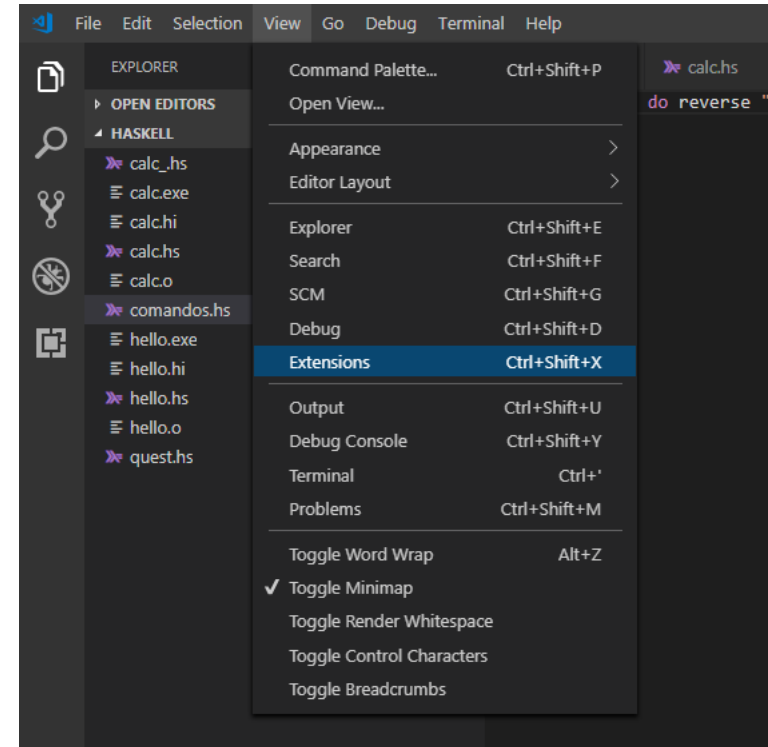 File Edit Selection View Go Debug Terminal Help
EXPLORER
OPEN EDITORS
HASKELL
calc_.hs
calc.exe
calc.hi
calc.hs
calc.o
comandos.hs
hello.exe
hello.hi
hello.hs
hello.o
quest.hs
Command Palette... Ctrl+Shift+P
Open View...
Appearance
Editor Layout
Explorer Ctrl+Shift+E
Search Ctrl+Shift+F
SCM Ctrl+Shift+G
Debug Ctrl+Shift+D
Extensions Ctrl+Shift+X
Output Ctrl+Shift+U
Debug Console Ctrl+Shift+Y
Terminal Ctrl+'
Problems Ctrl+Shift+M
Toggle Word Wrap Alt+Z
Toggle Minimap
Toggle Render Whitespace
Toggle Control Characters
Toggle Breadcrumbs
calc.hs
do reverse "